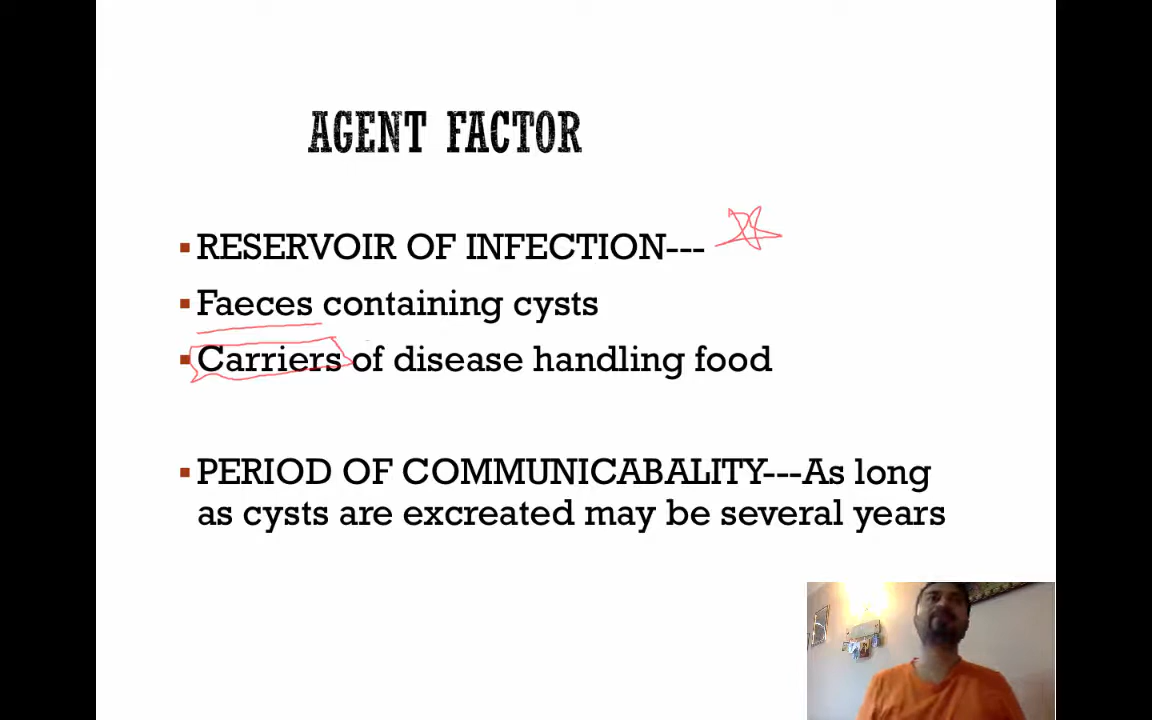 AGENT FACTOR
RESERVOIR OF INFECTION---
Faeces containing cysts
Carriers of disease handling food
PERIOD OF COMMUNICABALITY---As long
as cysts are excreated may be several years